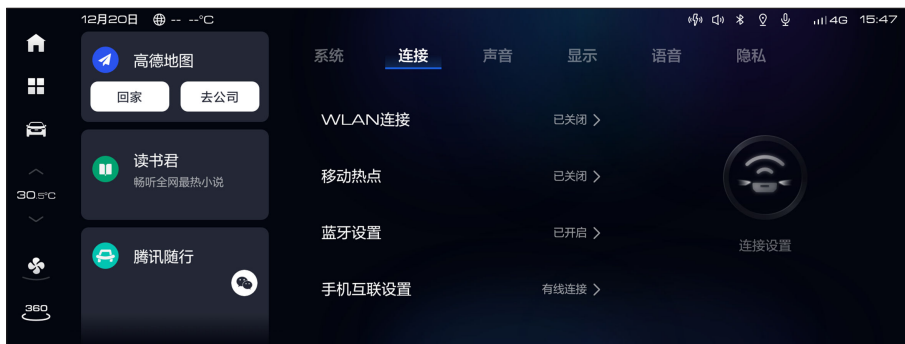 12月20日 -- --°C
4G 15:47
高德地图
回家 去公司
读书君
畅听全网最热小说
腾讯随行
30.5°C
360
系统 连接 声音 显示 语音 隐私
WLAN连接 已关闭
移动热点 已关闭
蓝牙设置 已开启
手机互联设置 有线连接
连接设置